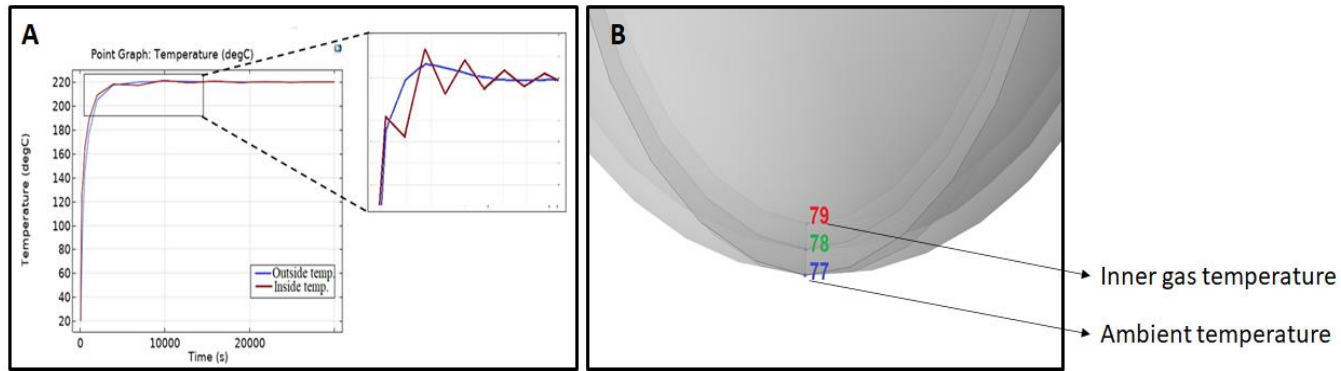 A
Point Graph: Temperature (degC)
220
200
180
160
140
120
100
80
60
40
20
Temperature (degC)
Outside temp.
Inside temp.
0
10000
20000
Time (s)
B
79
78
77
Inner gas temperature
Ambient temperature